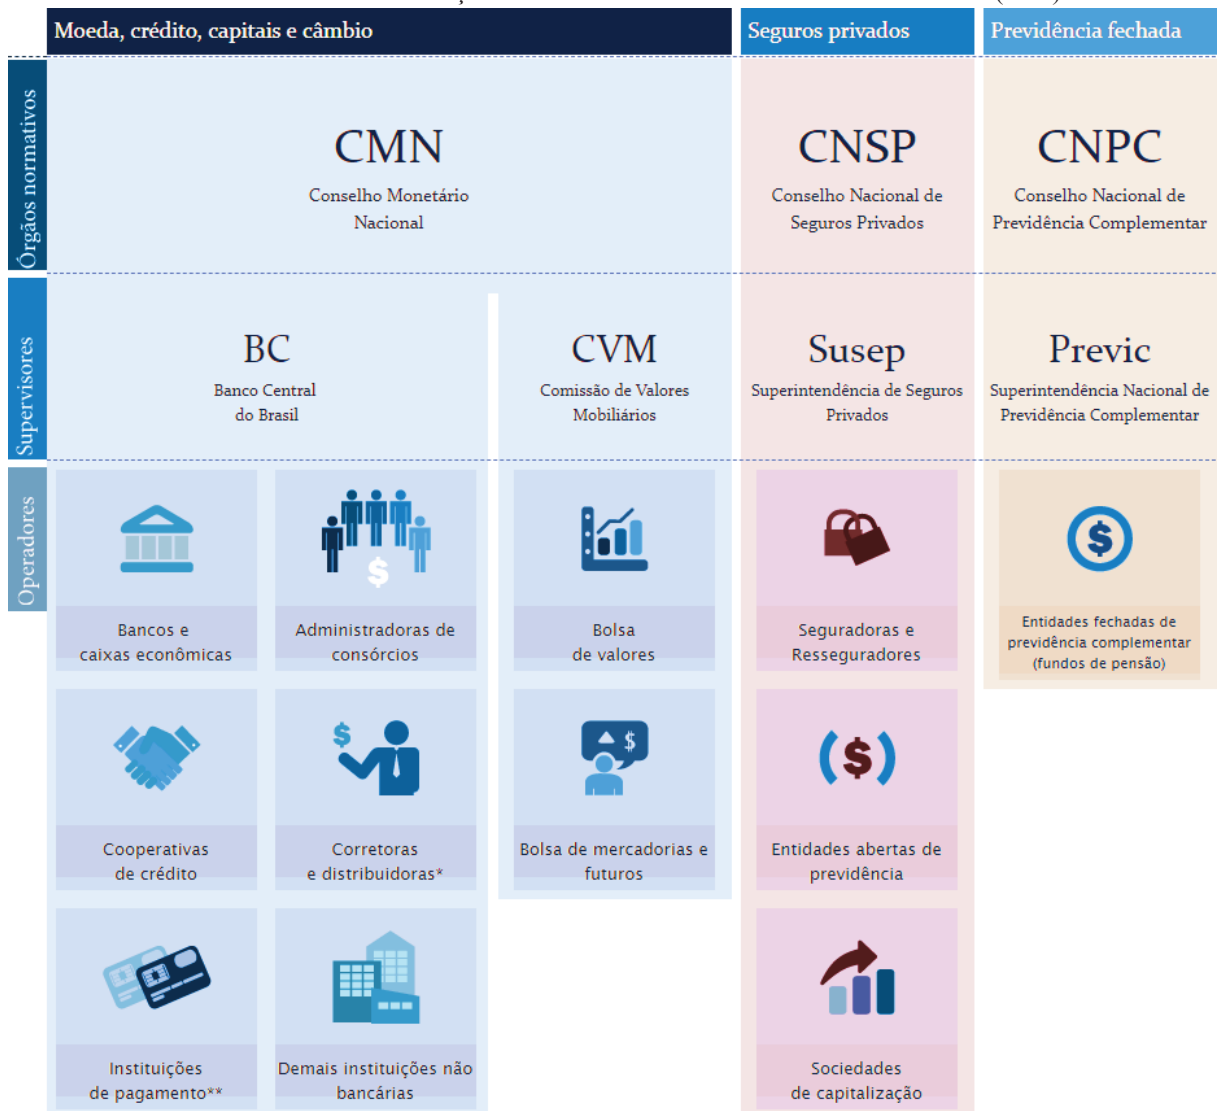 Moeda, crédito, capitais e câmbio
Seguros privados
Previdência fechada
Órgãos normativos
CMN
Conselho Monetário
Nacional
CNSP
Conselho Nacional de
Seguros Privados
CNPC
Conselho Nacional de
Previdência Complementar
Supervisores
BC
Banco Central
do Brasil
CVM
Comissão de Valores
Mobiliários
Susep
Superintendência de Seguros
Privados
Previc
Superintendência Nacional de
Previdência Complementar
Operadores
Bancos e
caixas econômicas
Administradoras de
consórcios
$
Bolsa
de valores
Seguradoras e
Resseguradores
$
Entidades fechadas de
previdência complementar
(fundos de pensão)
Cooperativas
de crédito
$
Corretoras
e distribuidoras*
$
Bolsa de mercadorias e
futuros
($)
Entidades abertas de
previdência
Instituições
de pagamento**
Demais instituições não
bancárias
Sociedades
de capitalização